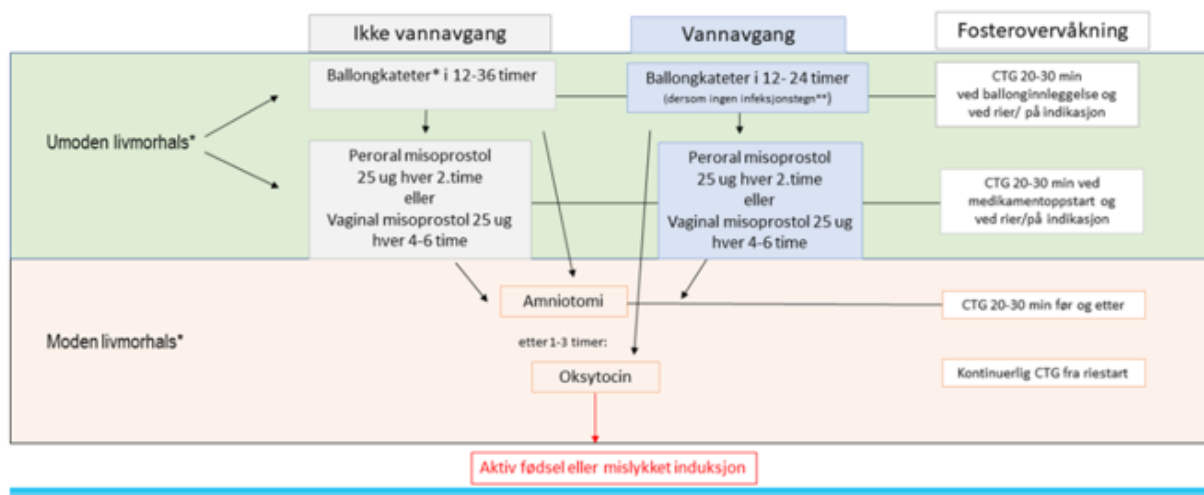 Ikke vannavgang
Vannavgang
Fosterovervåkning
Umoden livmorhals*
Ballongkateter* i 12-36 timer
Ballongkateter i 12- 24 timer
(dersom ingen infeksjonstegn**)
CTG 20-30 min
ved ballonginnleggelse og
ved rier/ på indikasjon
Peroral misoprostol
25 ug hver 2.time
eller
Vaginal misoprostol 25 ug
hver 4-6 time
Peroral misoprostol
25 ug hver 2.time
eller
Vaginal misoprostol 25 ug
hver 4-6 time
CTG 20-30 min ved
medikamentoppstart og
ved rier/på indikasjon
Moden livmorhals*
Amniotomi
CTG 20-30 min før og etter
etter 1-3 timer:
Oksytocin
Kontinuerlig CTG fra riestart
Aktiv fødsel eller mislykket induksjon